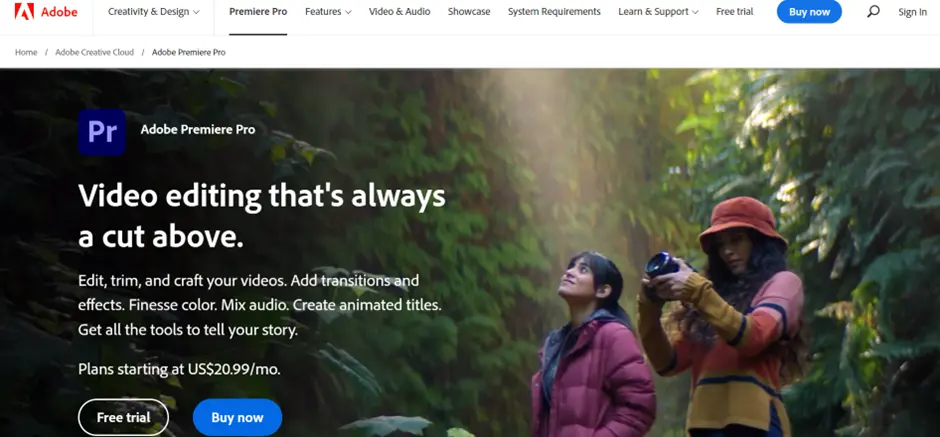 Adobe
Creativity & Design
Premiere Pro
Features
Video & Audio
Showcase
System Requirements
Learn & Support
Free trial
Buy now
Sign In
Home / Adobe Creative Cloud / Adobe Premiere Pro
Pr
Adobe Premiere Pro
Video editing that's always
a cut above.
Edit, trim, and craft your videos. Add transitions and
effects. Finesse color. Mix audio. Create animated titles.
Get all the tools to tell your story.
Plans starting at US$20.99/mo.
Free trial
Buy now